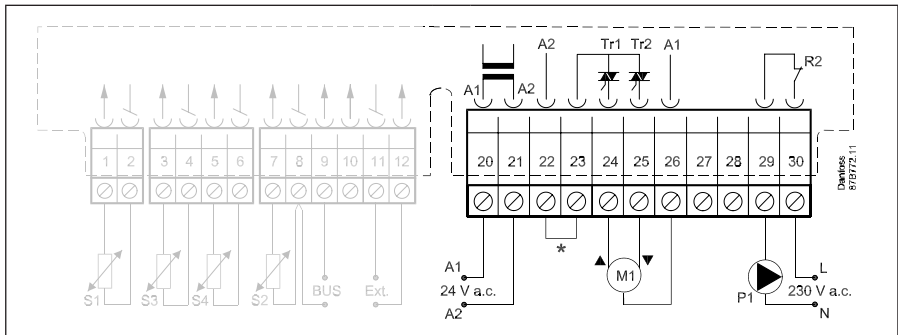 A2 Tr1 Tr2 A1
R2
A1 A2
1 2 3 4 5 6 7 8 9 10 11 12 20 21 22 23 24 25 26 27 28 29 30
Danfoss
87B772.11
*
A1 M1 L
S1 S3 S4 S2 BUS Ext. 24 V a.c. P1 230 V a.c.
A2 N